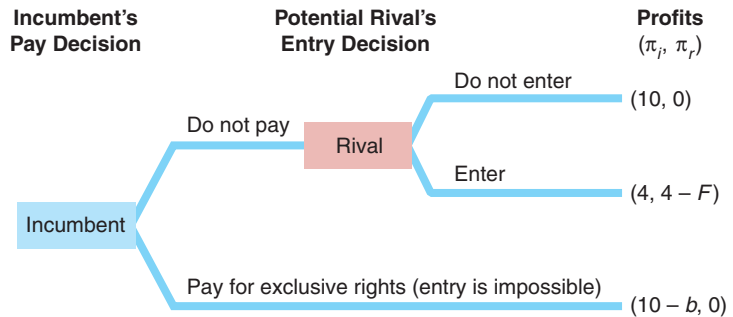 Incumbent's Pay Decision
Potential Rival's Entry Decision
Profits
(πi, πr)
Do not enter
(10, 0)
Do not pay
Rival
Enter
(4, 4 – F)
Incumbent
Pay for exclusive rights (entry is impossible)
(10 – b, 0)